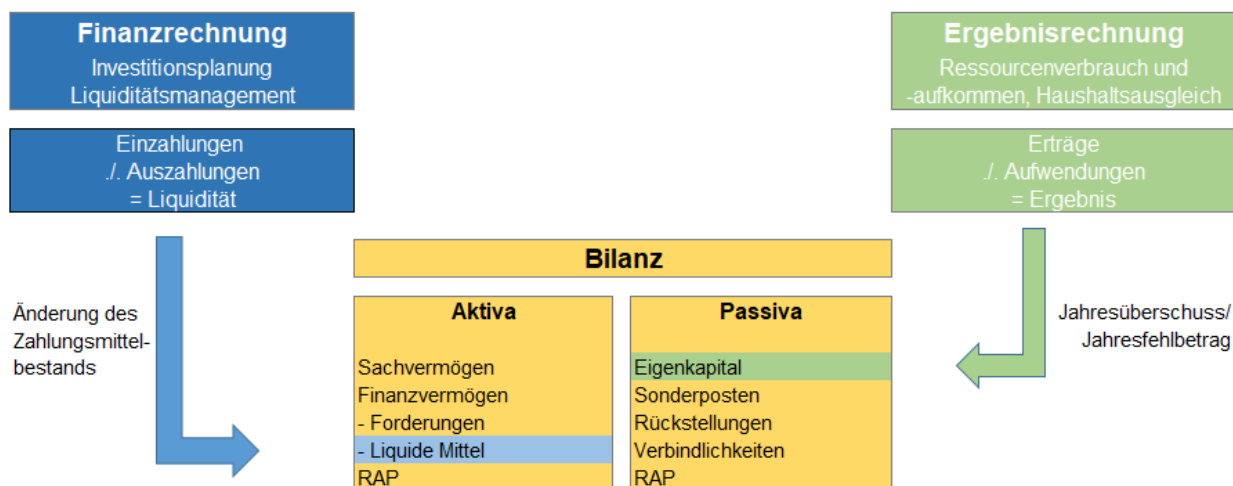 Finanzrechnung
Investitionsplanung
Liquiditätsmanagement
Einzahlungen
./. Auszahlungen
= Liquidität
Ergebnisrechnung
Ressourcenverbrauch und
-aufkommen, Haushaltsausgleich
Erträge
./. Aufwendungen
= Ergebnis
Änderung des
Zahlungsmittel-
bestands
Bilanz
Aktiva
Sachvermögen
Finanzvermögen
- Forderungen
- Liquide Mittel
RAP
Passiva
Eigenkapital
Sonderposten
Rückstellungen
Verbindlichkeiten
RAP
Jahresüberschuss/
Jahresfehlbetrag